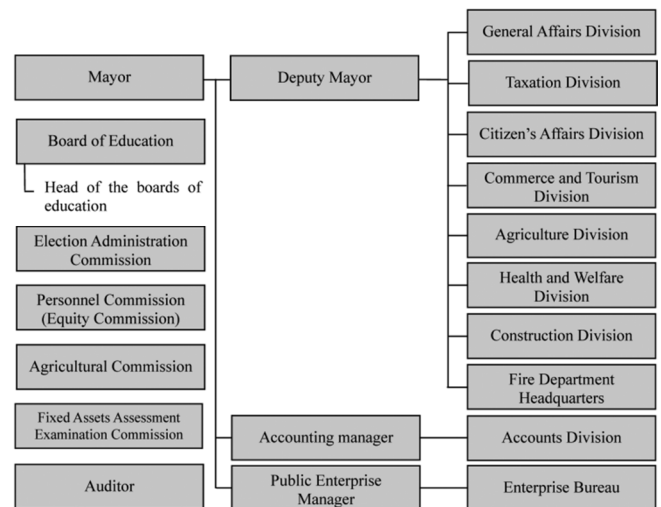 Mayor
Board of Education
Head of the boards of
education
Election Administration
Commission
Personnel Commission
(Equity Commission)
Agricultural Commission
Fixed Assets Assessment
Examination Commission
Auditor
Deputy Mayor
Accounting manager
Public Enterprise
Manager
General Affairs Division
Taxation Division
Citizen’s Affairs Division
Commerce and Tourism
Division
Agriculture Division
Health and Welfare
Division
Construction Division
Fire Department
Headquarters
Accounts Division
Enterprise Bureau